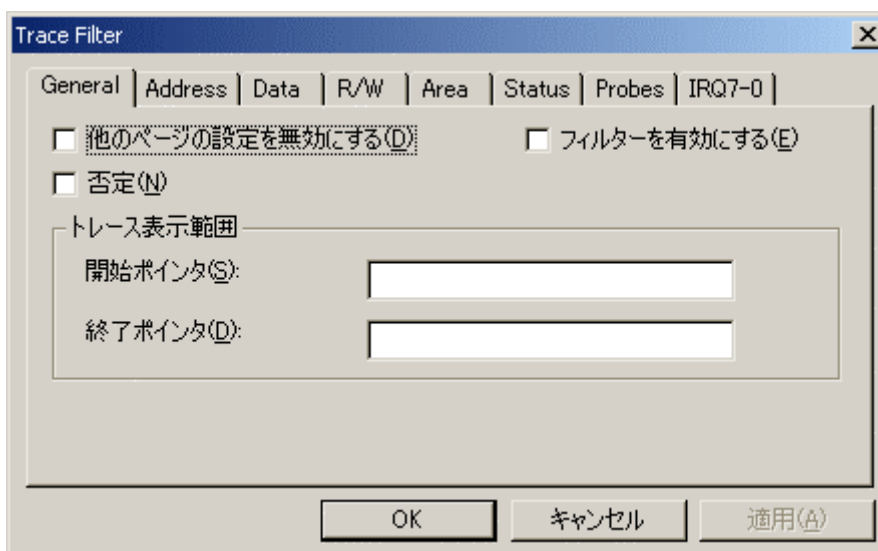 Trace Filter
General Address Data R/W Area Status Probes IRQ7-0
他のページの設定を無効にする(D) フィルターを有効にする(E)
否定(N)
トレース表示範囲
開始ポインタ(S):
終了ポインタ(D):
OK キャンセル 適用(A)